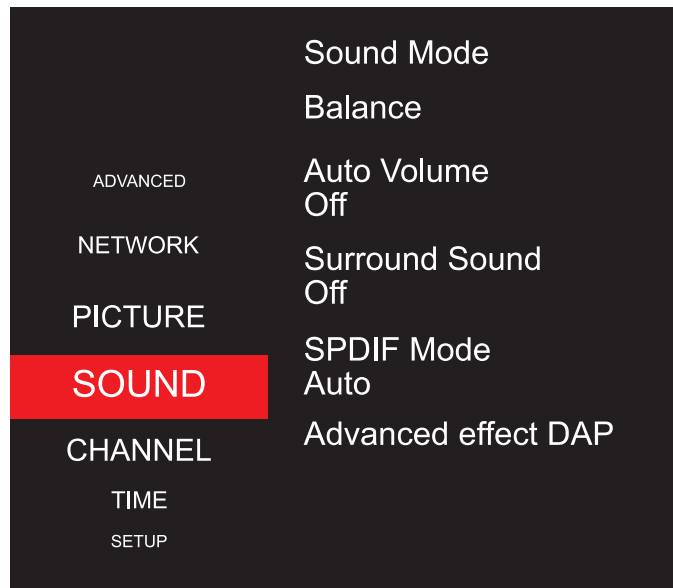 ADVANCED
NETWORK
PICTURE
SOUND
CHANNEL
TIME
SETUP
Sound Mode
Balance
Auto Volume
Off
Surround Sound
Off
SPDIF Mode
Auto
Advanced effect DAP